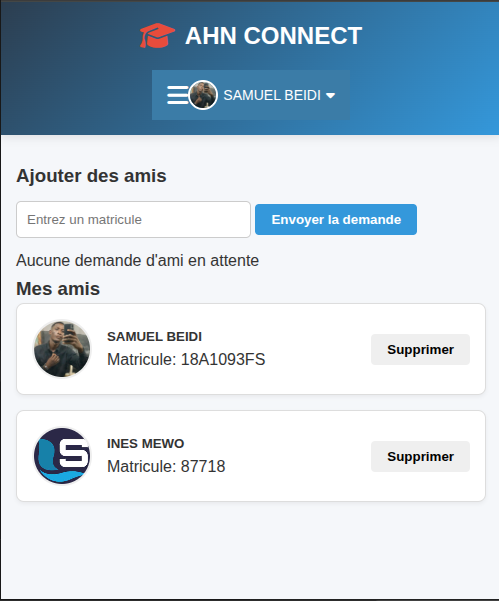 AHN CONNECT
SAMUEL BEIDI
Ajouter des amis
Entrez un matricule
Envoyer la demande
Aucune demande d'ami en attente
Mes amis
SAMUEL BEIDI
Matricule: 18A1093FS
Supprimer
INES MEWO
Matricule: 87718
Supprimer